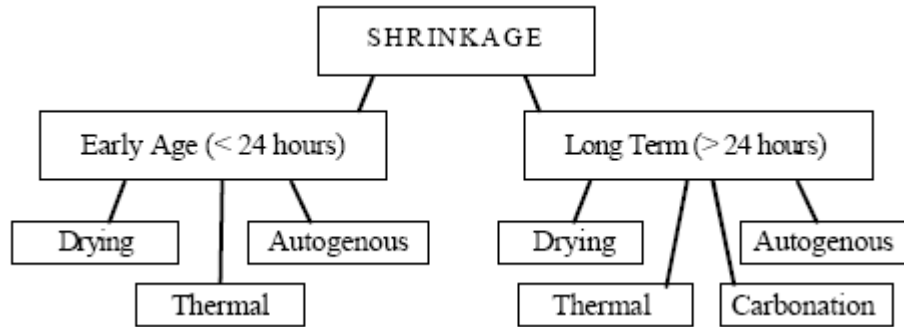 SHRINKAGE
Early Age (< 24 hours)
Long Term (> 24 hours)
Drying
Autogenous
Drying
Autogenous
Thermal
Thermal
Carbonation